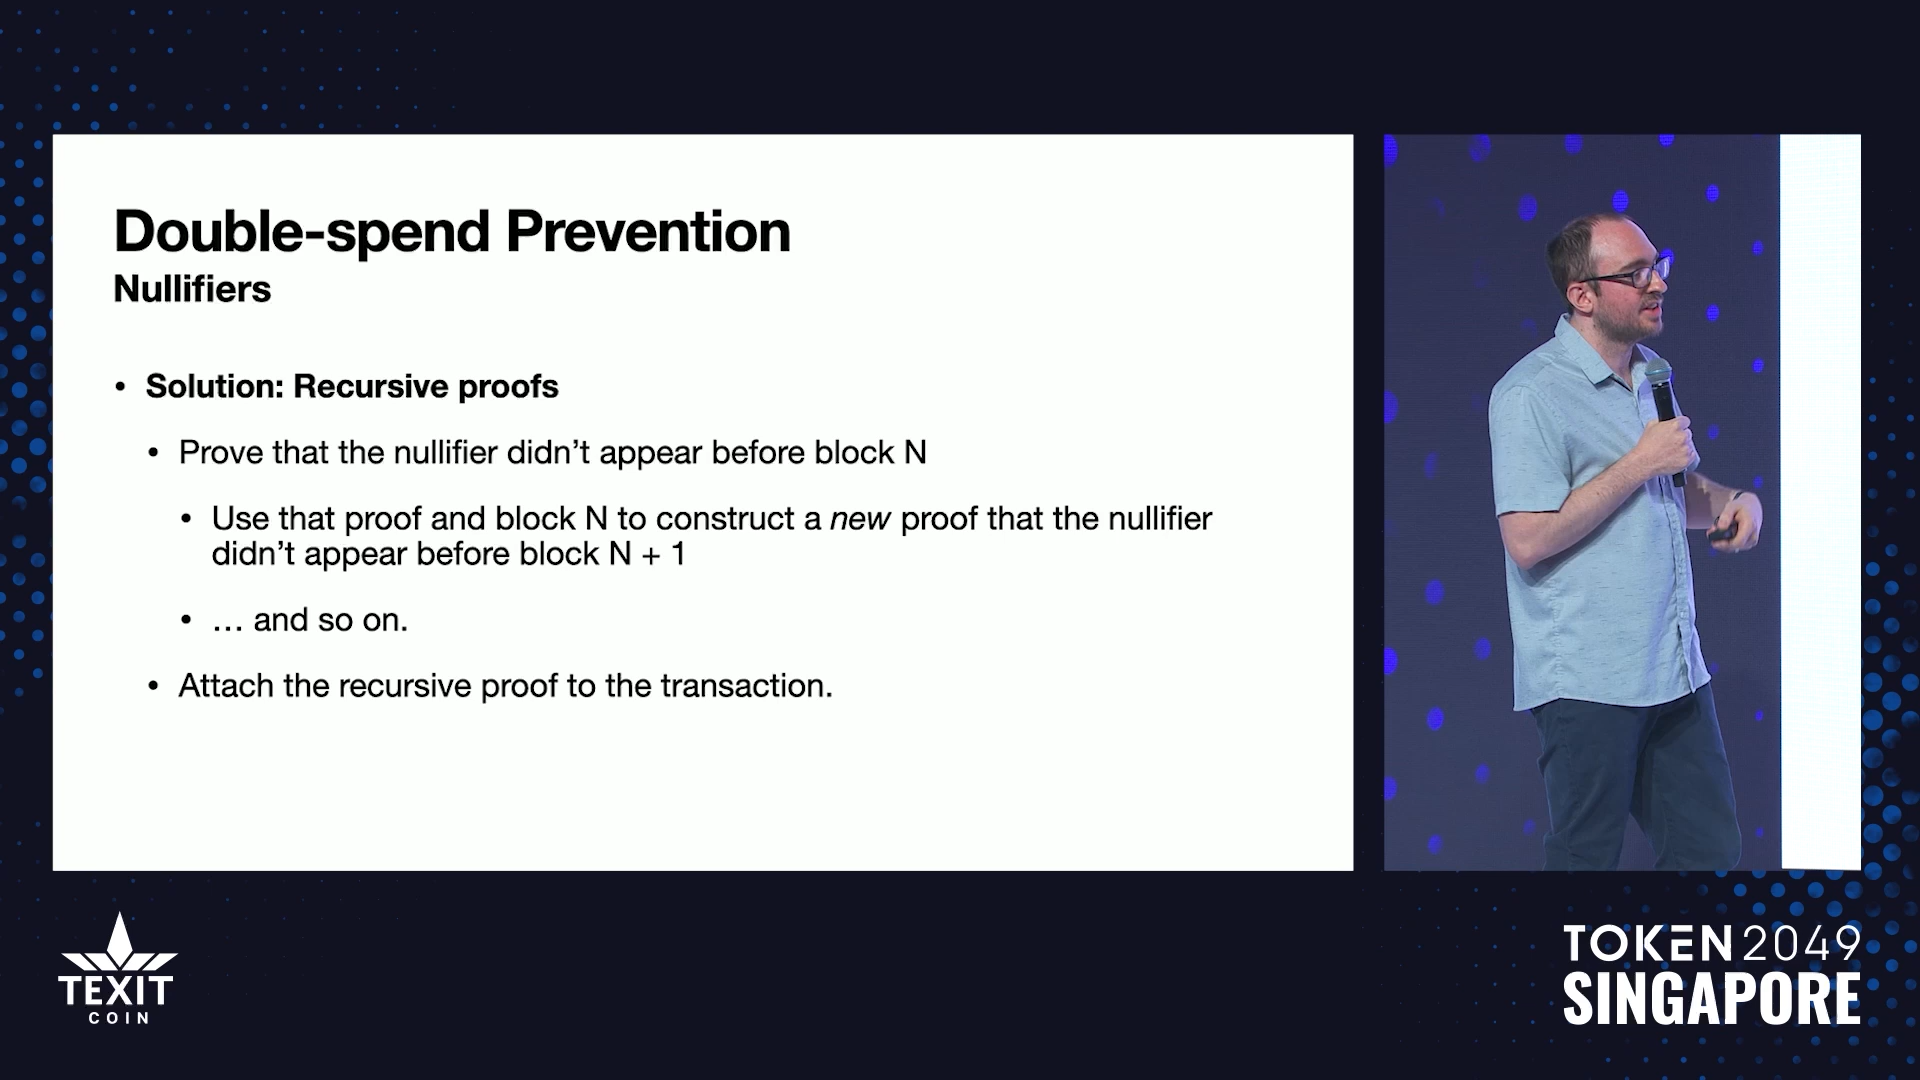 Double-spend Prevention
Nullifiers
• Solution: Recursive proofs
• Prove that the nullifier didn’t appear before block N
• Use that proof and block N to construct a new proof that the nullifier
didn’t appear before block N + 1
• … and so on.
• Attach the recursive proof to the transaction.
TEXIT
COIN
TOKEN2049
SINGAPORE